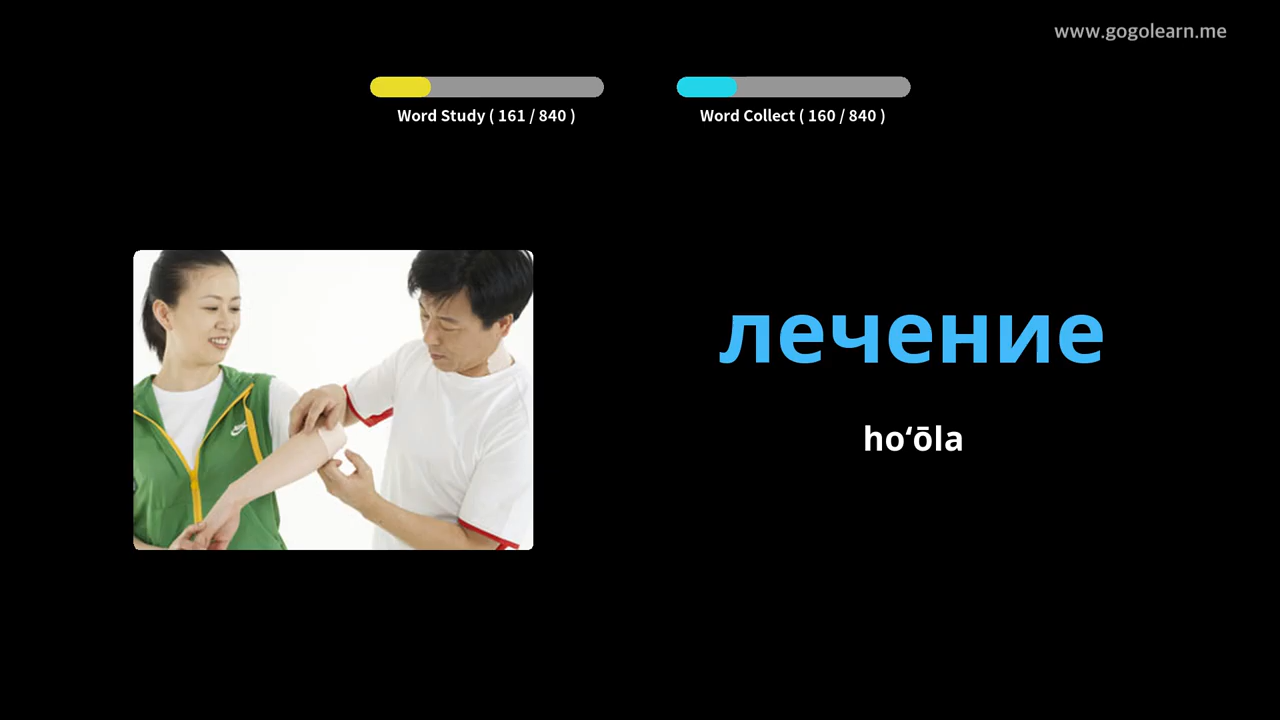 www.gogolearn.me
Word Study ( 161 / 840 )
Word Collect ( 160 / 840 )
лечение
hoʻōla